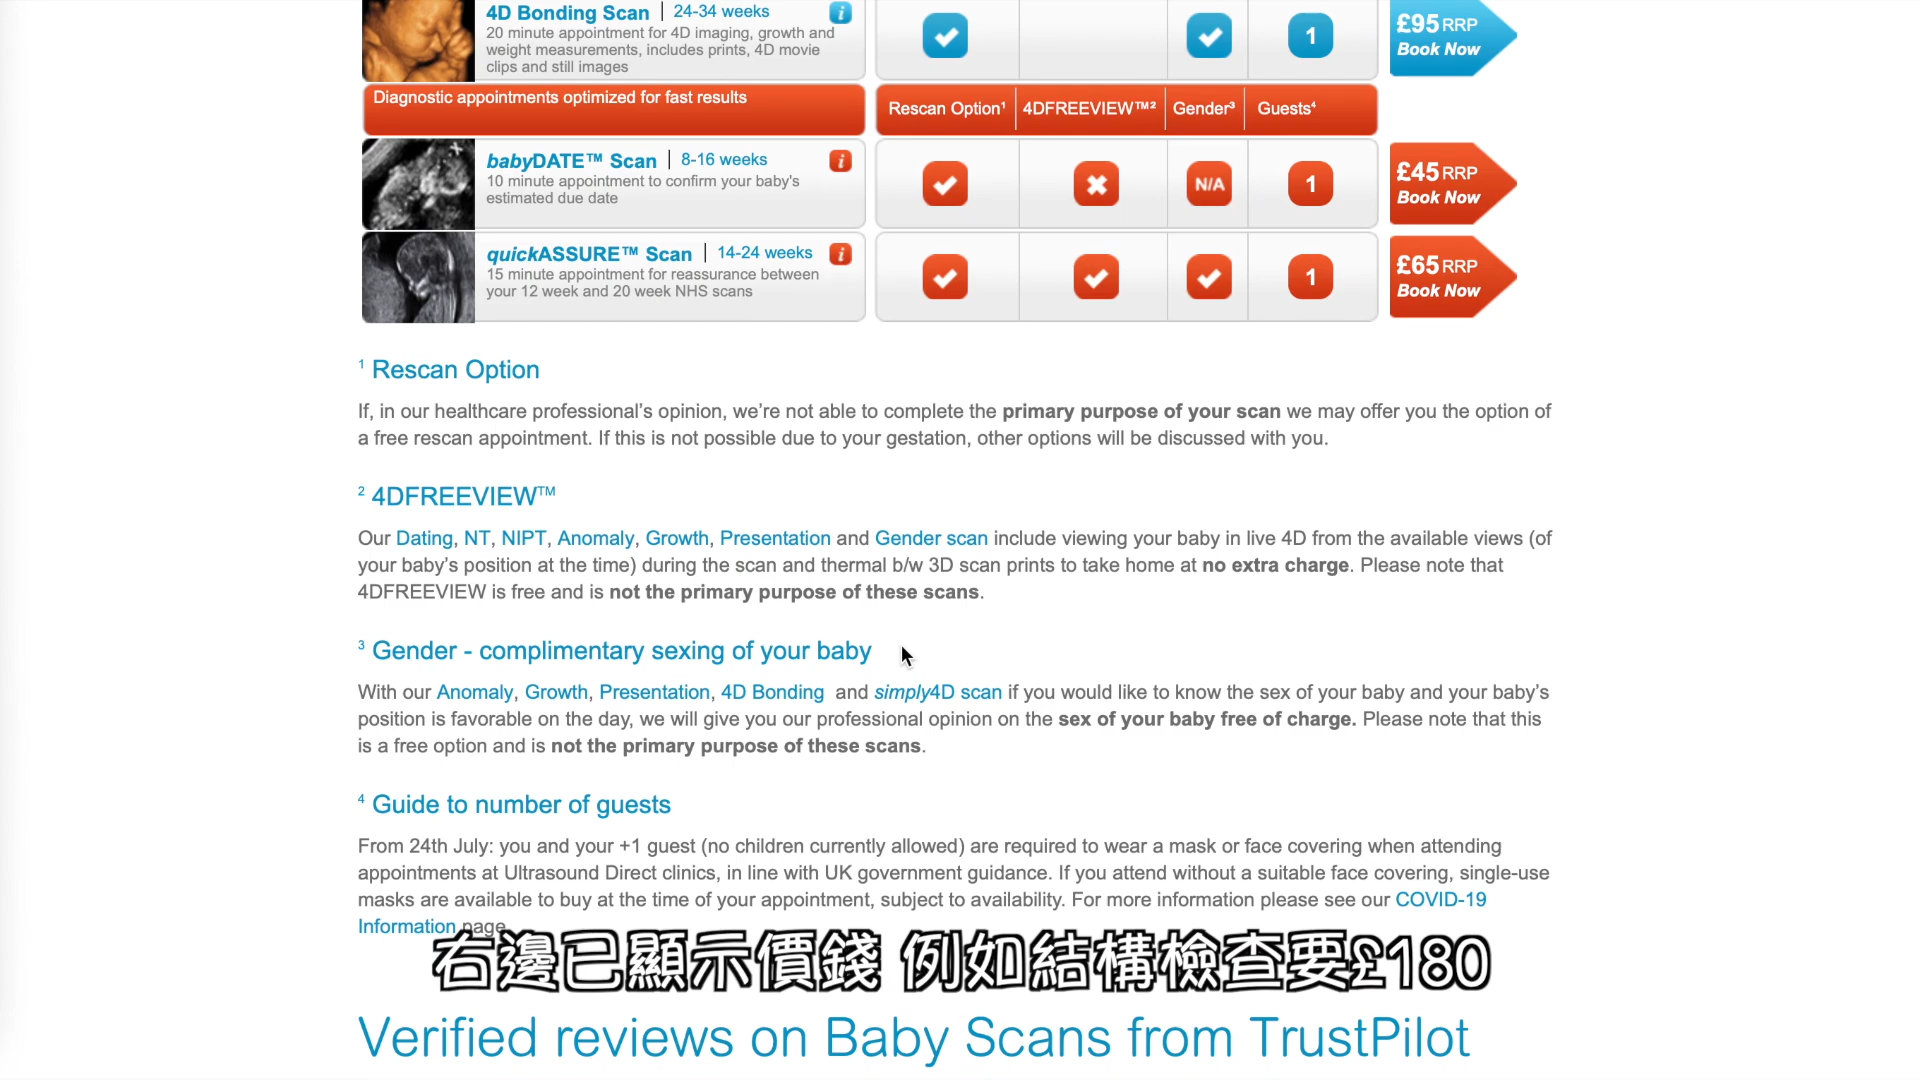 4D Bonding Scan | 24-34 weeks
i
20 minute appointment for 4D imaging, growth and
weight measurements, includes prints, 4D movie
clips and still images
1
£95 RRP
Book Now
Diagnostic appointments optimized for fast results
Rescan Option¹ 4DFREEVIEW™² Gender³ Guests⁴
babyDATE™ Scan | 8-16 weeks
i
10 minute appointment to confirm your baby's
estimated due date
N/A
1
£45 RRP
Book Now
quickASSURE™ Scan | 14-24 weeks
i
15 minute appointment for reassurance between
your 12 week and 20 week NHS scans
1
£65 RRP
Book Now
¹ Rescan Option
If, in our healthcare professional's opinion, we're not able to complete the primary purpose of your scan we may offer you the option of
a free rescan appointment. If this is not possible due to your gestation, other options will be discussed with you.
² 4DFREEVIEW™
Our Dating, NT, NIPT, Anomaly, Growth, Presentation and Gender scan include viewing your baby in live 4D from the available views (of
your baby's position at the time) during the scan and thermal b/w 3D scan prints to take home at no extra charge. Please note that
4DFREEVIEW is free and is not the primary purpose of these scans.
³ Gender - complimentary sexing of your baby
With our Anomaly, Growth, Presentation, 4D Bonding and simply4D scan if you would like to know the sex of your baby and your baby's
position is favorable on the day, we will give you our professional opinion on the sex of your baby free of charge. Please note that this
is a free option and is not the primary purpose of these scans.
⁴ Guide to number of guests
From 24th July: you and your +1 guest (no children currently allowed) are required to wear a mask or face covering when attending
appointments at Ultrasound Direct clinics, in line with UK government guidance. If you attend without a suitable face covering, single-use
masks are available to buy at the time of your appointment, subject to availability. For more information please see our COVID-19
Information page.
右邊已顯示價錢 例如結構檢查要£180
Verified reviews on Baby Scans from TrustPilot